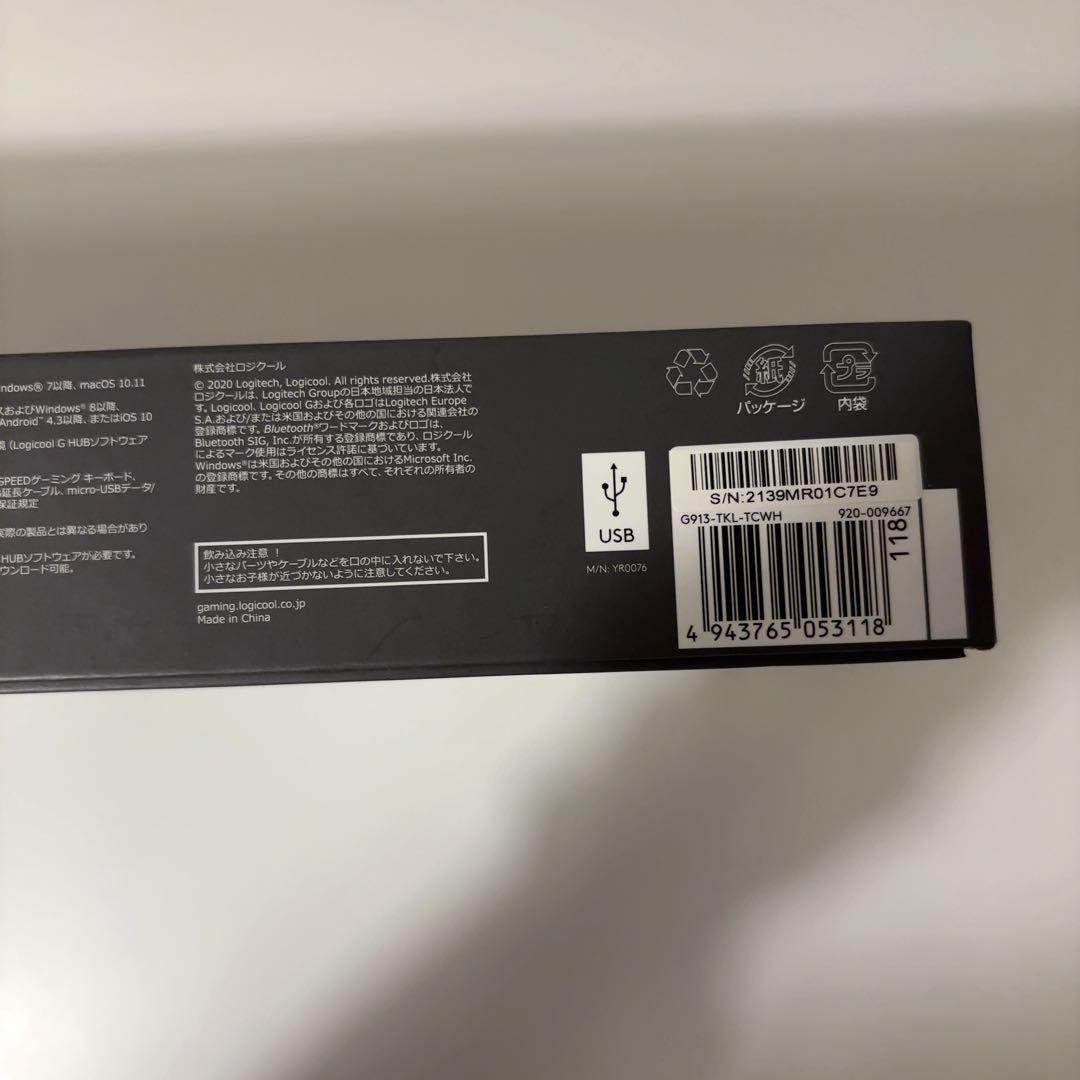 ndows® 7以降、macOS 10.11
スおよびWindows® 8以降、
Android™ 4.3以降、またはiOS 10
境（Logicool G HUBソフトウェア
SPEEDゲーミング キーボード、
延長ケーブル、micro-USBデータ/
保証規定
実際の製品とは異なる場合があり
HUBソフトウェアが必要です。
ウンロード可能。
株式会社ロジクール
© 2020 Logitech, Logicool. All rights reserved.株式会社
ロジクールは、Logitech Groupの日本地域担当の日本法人で
す。Logicool、Logicool Gおよび各ロゴはLogitech Europe
S.A.および/または米国およびその他の国における関連会社の
登録商標です。Bluetooth®ワードマークおよびロゴは、
Bluetooth SIG, Inc.が所有する登録商標であり、ロジクール
によるマーク使用はライセンス許諾に基づいています。
Windows®は米国およびその他の国におけるMicrosoft Inc.
の登録商標です。その他の商標はすべて、それぞれの所有者の
財産です。
飲み込み注意 ！
小さなパーツやケーブルなどを口の中に入れないで下さい。
小さなお子様が近づかないように注意してください。
gaming.logicool.co.jp
Made in China
USB
M/N: YR0076
紙
パッケージ
プラ
内袋
S/N:2139MR01C7E9
G913-TKL-TCWH 920-009667
118
4 943765 053118